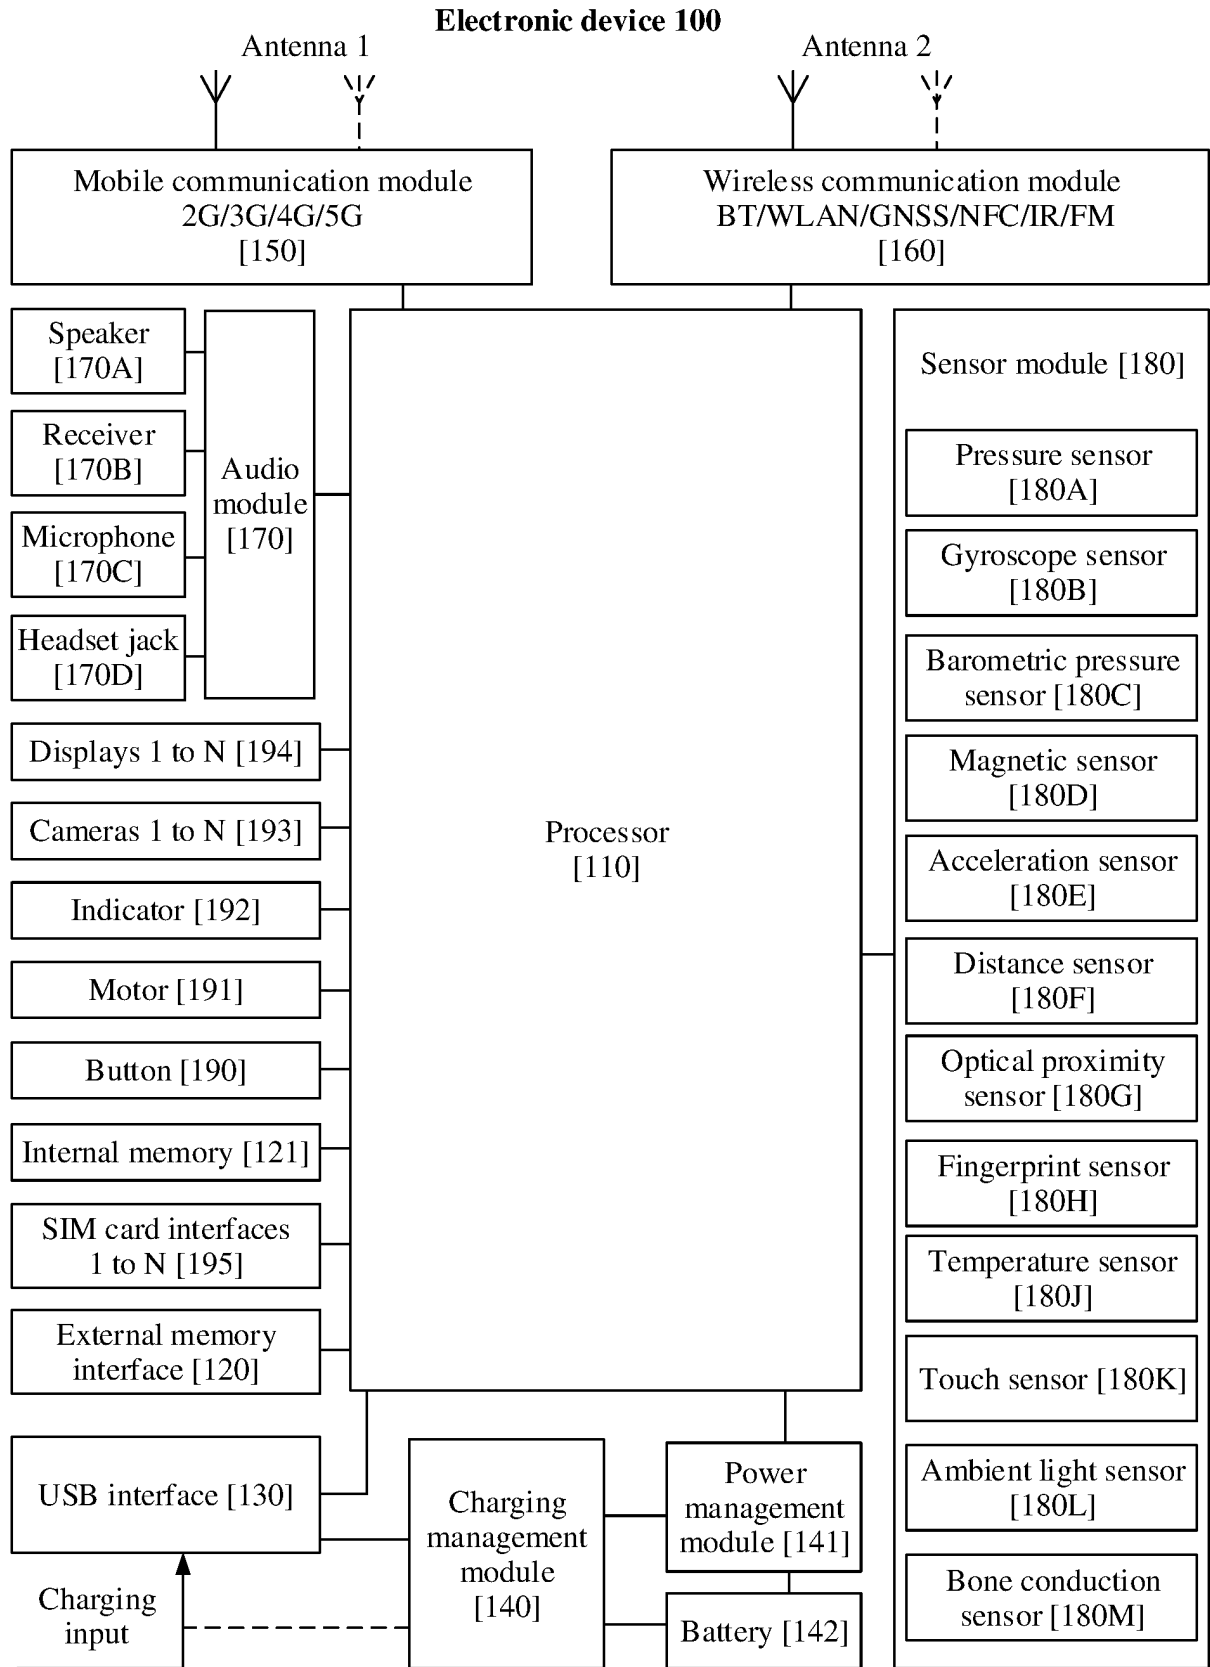 Electronic device 100
Antenna 1
Antenna 2
Mobile communication module
2G/3G/4G/5G
[150]
Wireless communication module
BT/WLAN/GNSS/NFC/IR/FM
[160]
Speaker
[170A]
Receiver
[170B]
Microphone
[170C]
Headset jack
[170D]
Audio
module
[170]
Displays 1 to N [194]
Cameras 1 to N [193]
Indicator [192]
Motor [191]
Button [190]
Internal memory [121]
SIM card interfaces
1 to N [195]
External memory
interface [120]
USB interface [130]
Charging
input
Processor
[110]
Charging
management
module
[140]
Power
management
module [141]
Battery [142]
Sensor module [180]
Pressure sensor
[180A]
Gyroscope sensor
[180B]
Barometric pressure
sensor [180C]
Magnetic sensor
[180D]
Acceleration sensor
[180E]
Distance sensor
[180F]
Optical proximity
sensor [180G]
Fingerprint sensor
[180H]
Temperature sensor
[180J]
Touch sensor [180K]
Ambient light sensor
[180L]
Bone conduction
sensor [180M]